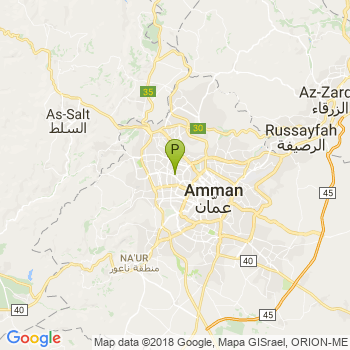 35
Az-Zarq
الزرقاء
As-Salt
السلط
30
P
Russayfah
الرصيفة
Amman
عمّان
45
NA'UR
منطقة ناعور
40
40
45
Google
Map data ©2018 Google, Mapa GISrael, ORION-ME